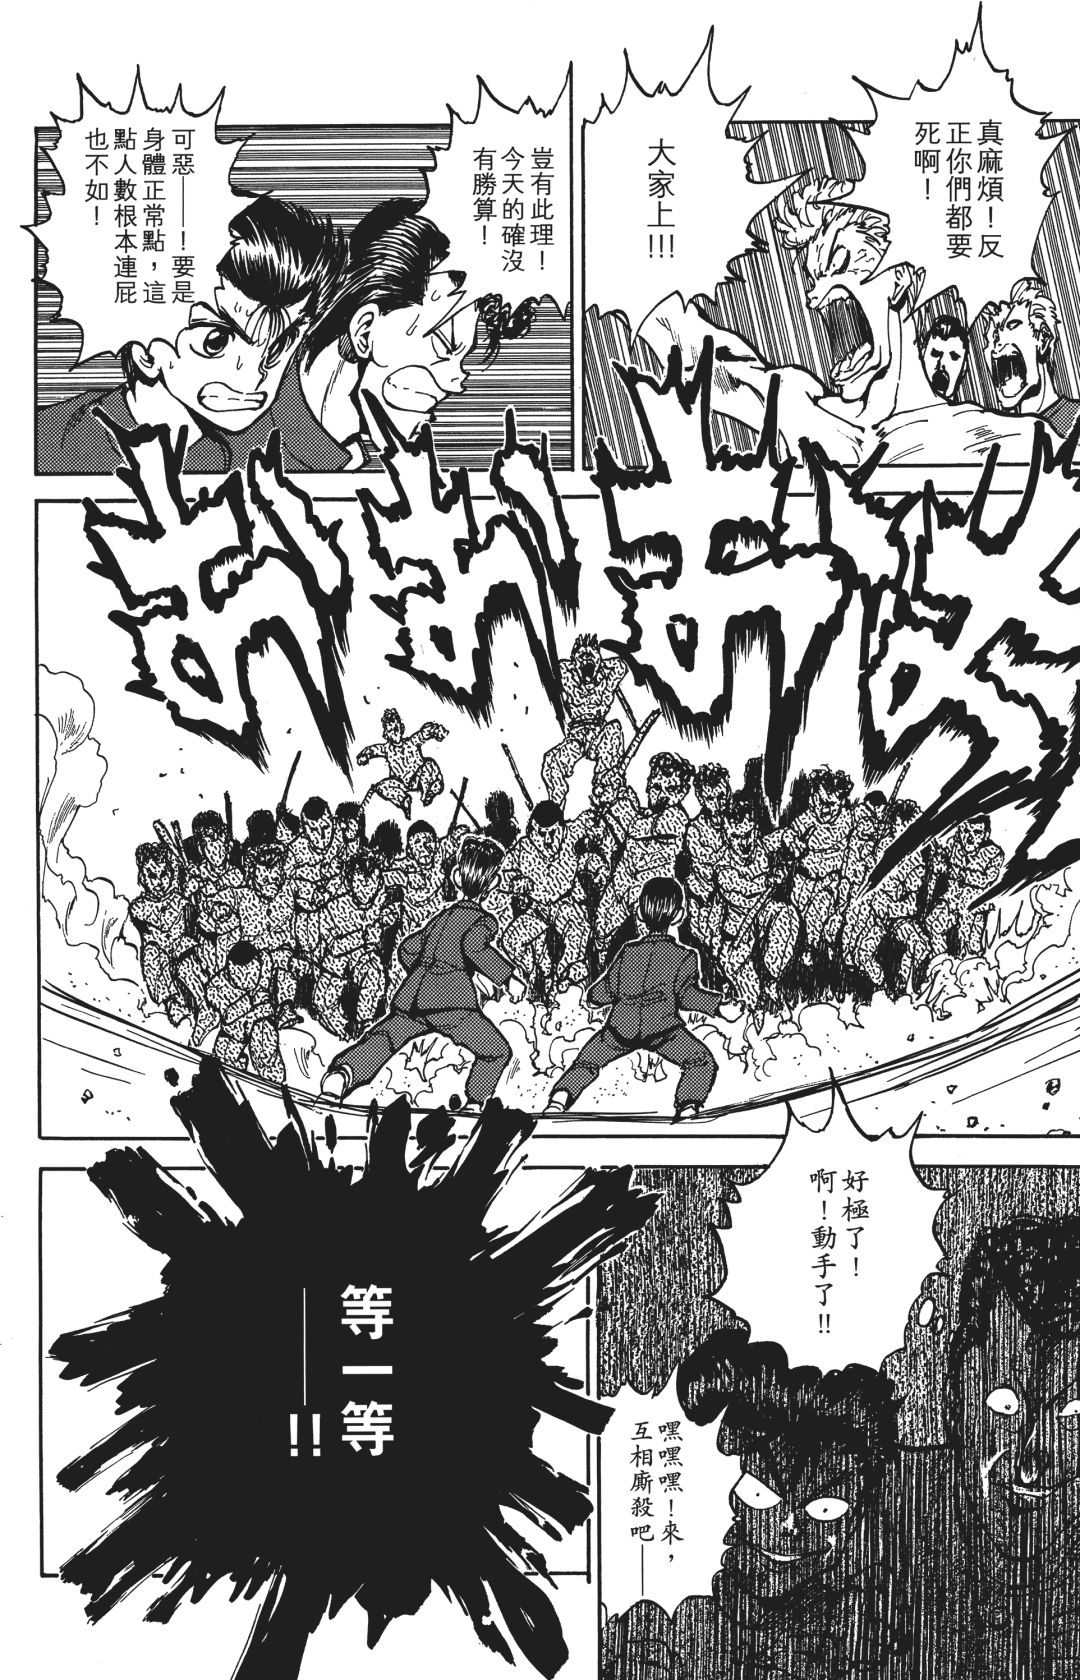 真麻煩！反
正你們都要
死啊！
大家上!!!
豈有此理！
今天的確沒
有勝算！
可惡——！要是
身體正常點，這
點人數根本連屁
也不如！
好極了！
啊！動手了!!
嘿嘿嘿！來，
互相廝殺吧——
等一等
——!!